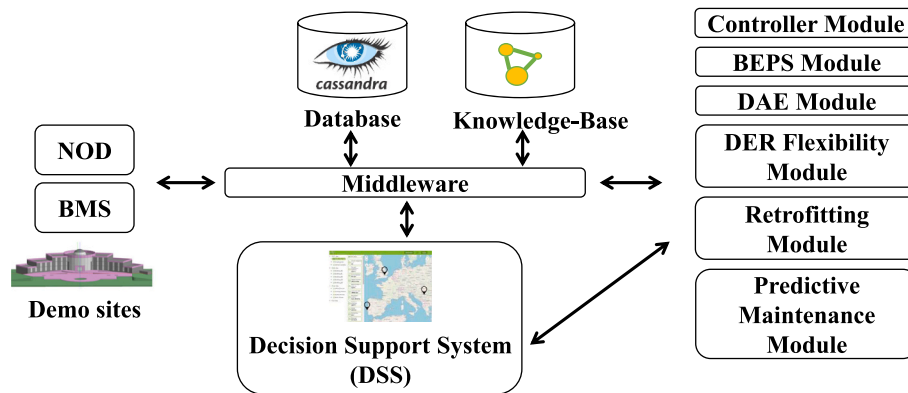 cassandra
Database
Knowledge-Base
NOD
BMS
Demo sites
Middleware
Decision Support System
(DSS)
Controller Module
BEPS Module
DAE Module
DER Flexibility
Module
Retrofitting
Module
Predictive
Maintenance
Module